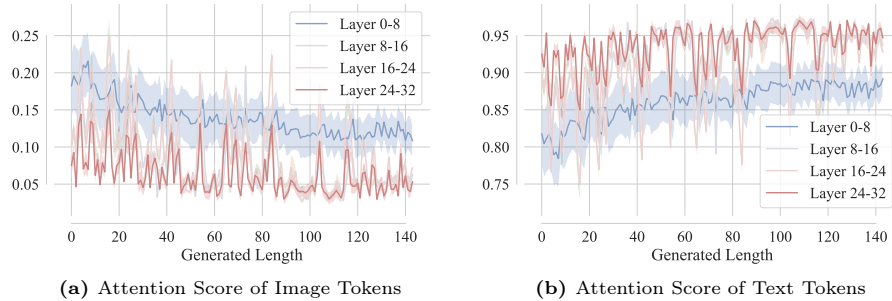 0.25
0.20
0.15
0.10
0.05
0 20 40 60 80 100 120 140
Generated Length
Layer 0-8
Layer 8-16
Layer 16-24
Layer 24-32
(a) Attention Score of Image Tokens
0.95
0.90
0.85
0.80
0.75
0 20 40 60 80 100 120 140
Generated Length
Layer 0-8
Layer 8-16
Layer 16-24
Layer 24-32
(b) Attention Score of Text Tokens